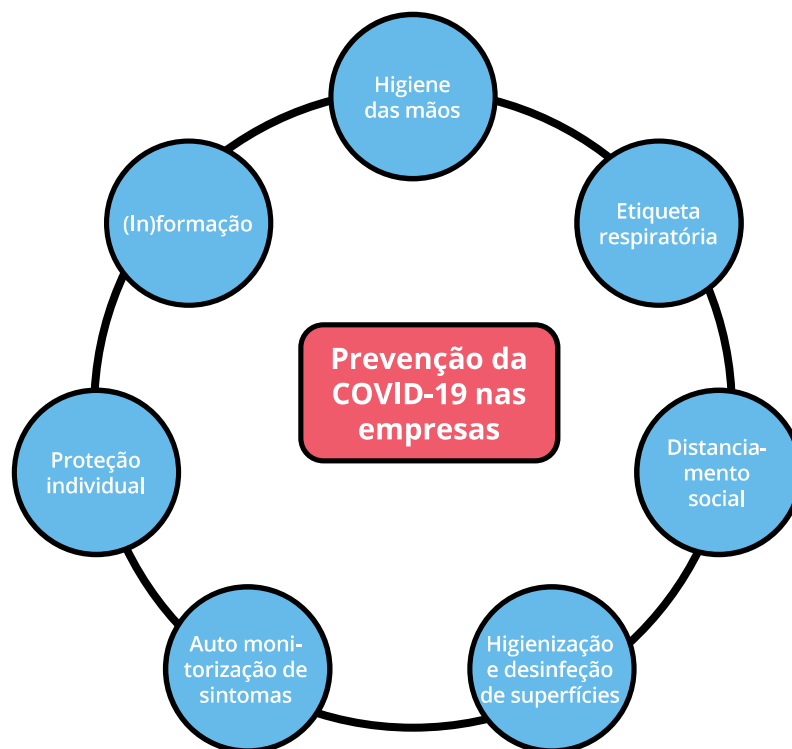 Higiene
das mãos
Etiqueta
respiratória
Distancia-
mento
social
Higienização
e desinfeção
de superfícies
Auto moni-
torização de
sintomas
Proteção
individual
(In)formação
Prevenção da
COVID-19 nas
empresas